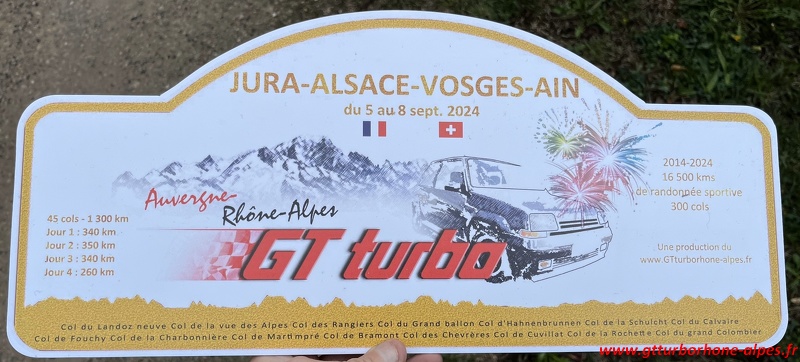 JURA-ALSACE-VOSGES-AIN
du 5 au 8 sept. 2024
45 cols - 1 300 km
Jour 1 : 340 km
Jour 2 : 350 km
Jour 3 : 340 km
Jour 4 : 260 km
Auvergne-
Rhône-Alpes
GT turbo
2014-2024
16 500 kms
de randonnée sportive
300 cols
Une production du
www.GTturborhone-alpes.fr
Col du Landoz neuve Col de la vue des Alpes Col des Rangiers Col du Grand ballon Col d'Hahnenbrunnen Col de la Schulcht Col du Calvaire
Col de Fouchy Col de la Charbonnière Col de Martimpré Col de Bramont Col des Chevrères Col de Cuvillat Col de la Rochette Col du grand Colombier
www.gtturborhone-alpes.fr